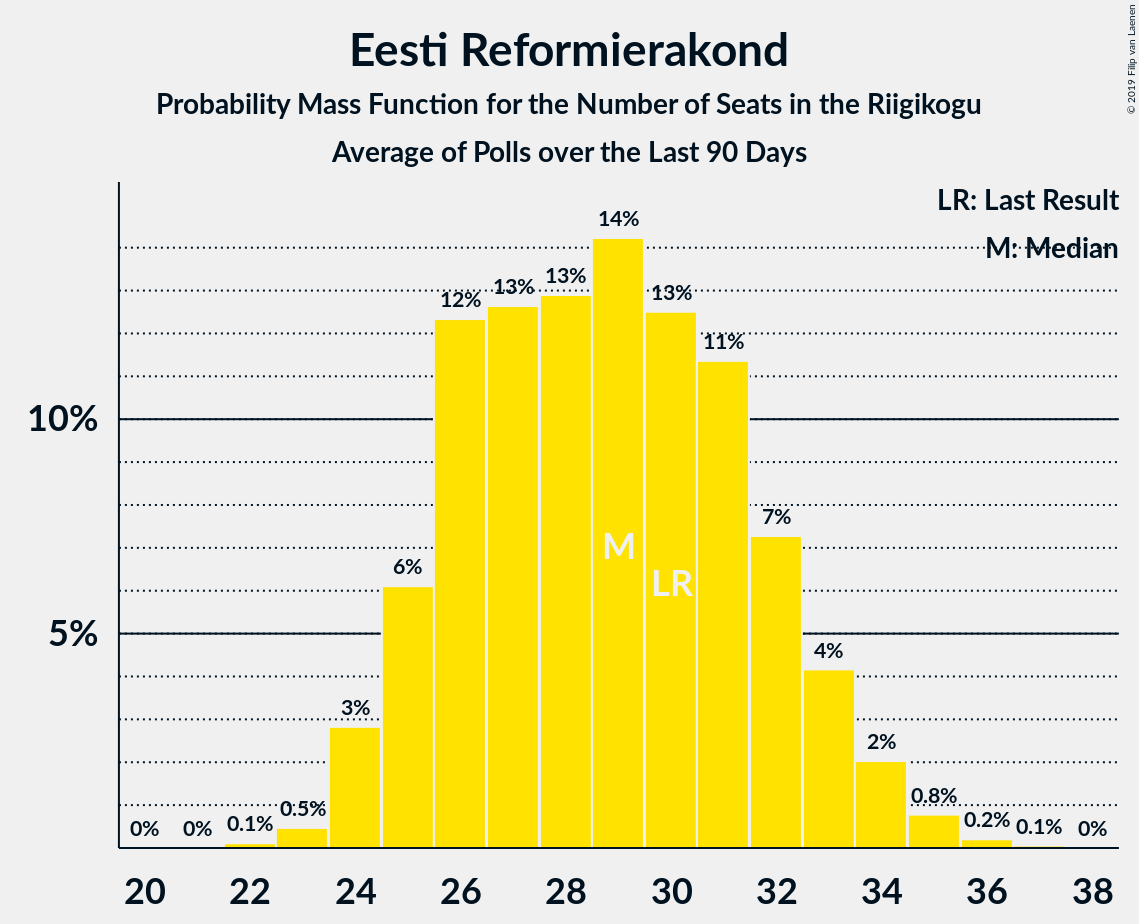 Eesti Reformierakond
Probability Mass Function for the Number of Seats in the Riigikogu
Average of Polls over the Last 90 Days
© 2019 Filip van Laenen
LR: Last Result
M: Median
10%
5%
0%
0%
0.1%
0.5%
3%
6%
12%
13%
13%
14%
13%
11%
7%
4%
2%
0.8%
0.2%
0.1%
0%
M
LR
20 22 24 26 28 30 32 34 36 38